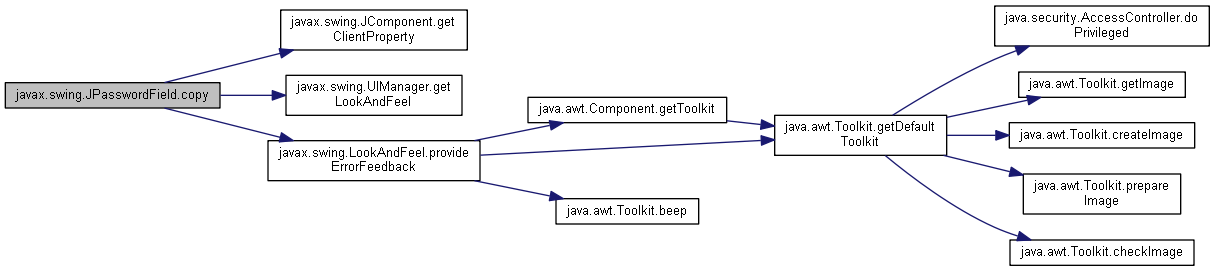 javax.swing.JPasswordField.copy
javax.swing.JComponent.get
ClientProperty
javax.swing.UIManager.get
LookAndFeel
javax.swing.LookAndFeel.provide
ErrorFeedback
java.awt.Component.getToolkit
java.awt.Toolkit.beep
java.awt.Toolkit.getDefault
Toolkit
java.security.AccessController.do
Privileged
java.awt.Toolkit.getImage
java.awt.Toolkit.createImage
java.awt.Toolkit.prepare
Image
java.awt.Toolkit.checkImage